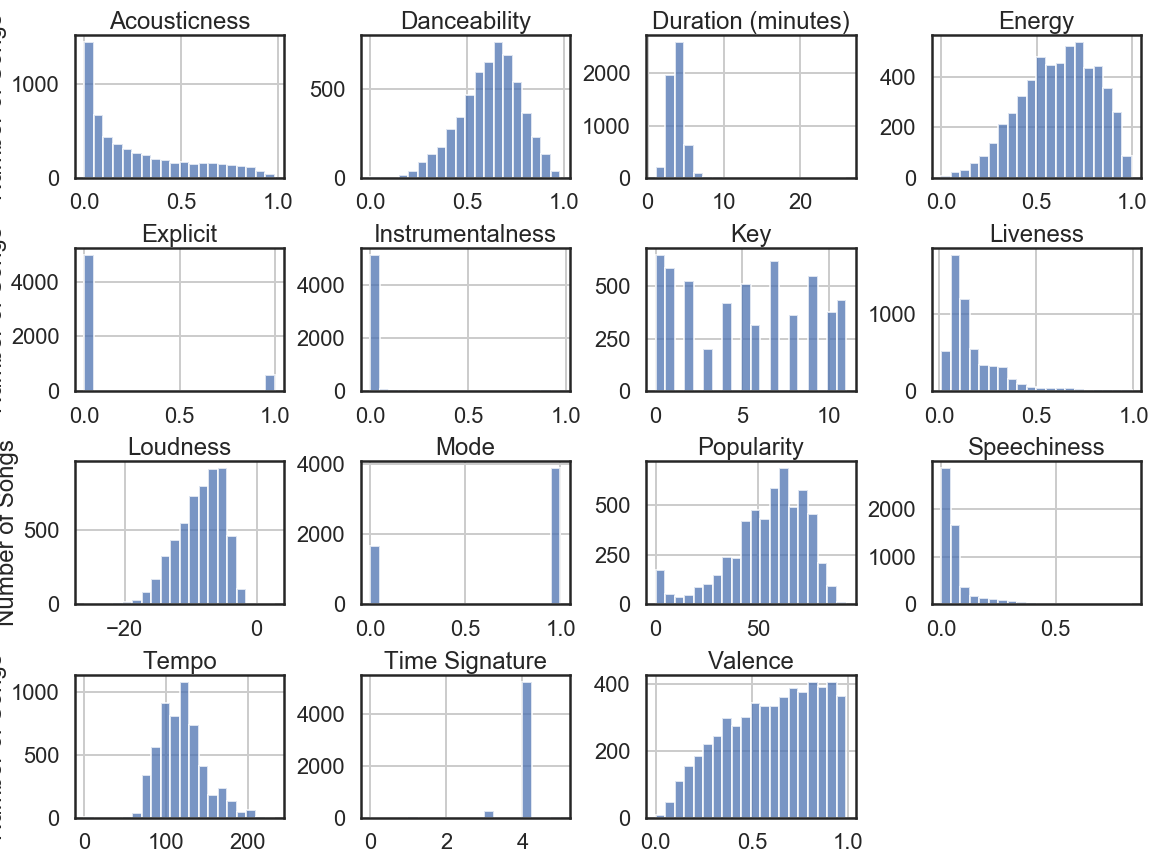 Acousticness Danceability Duration (minutes) Energy
1000
0
0.0 0.5 1.0
500
0
0.0 0.5 1.0
2000
1000
0
0 10 20
400
200
0
0.0 0.5 1.0
Explicit Instrumentalness Key Liveness
4000
2000
0
0.0 0.5 1.0
4000
2000
0
0.0 0.5 1.0
500
250
0
0 5 10
1000
0
0.0 0.5 1.0
Loudness Mode Popularity Speechiness
Number of Songs
500
0
−20 0
4000
2000
0
0.0 0.5 1.0
500
250
0
0 50
2000
1000
0
0.0 0.5
Tempo Time Signature Valence
1000
500
0
0 100 200
4000
2000
0
0 2 4
400
200
0
0.0 0.5 1.0